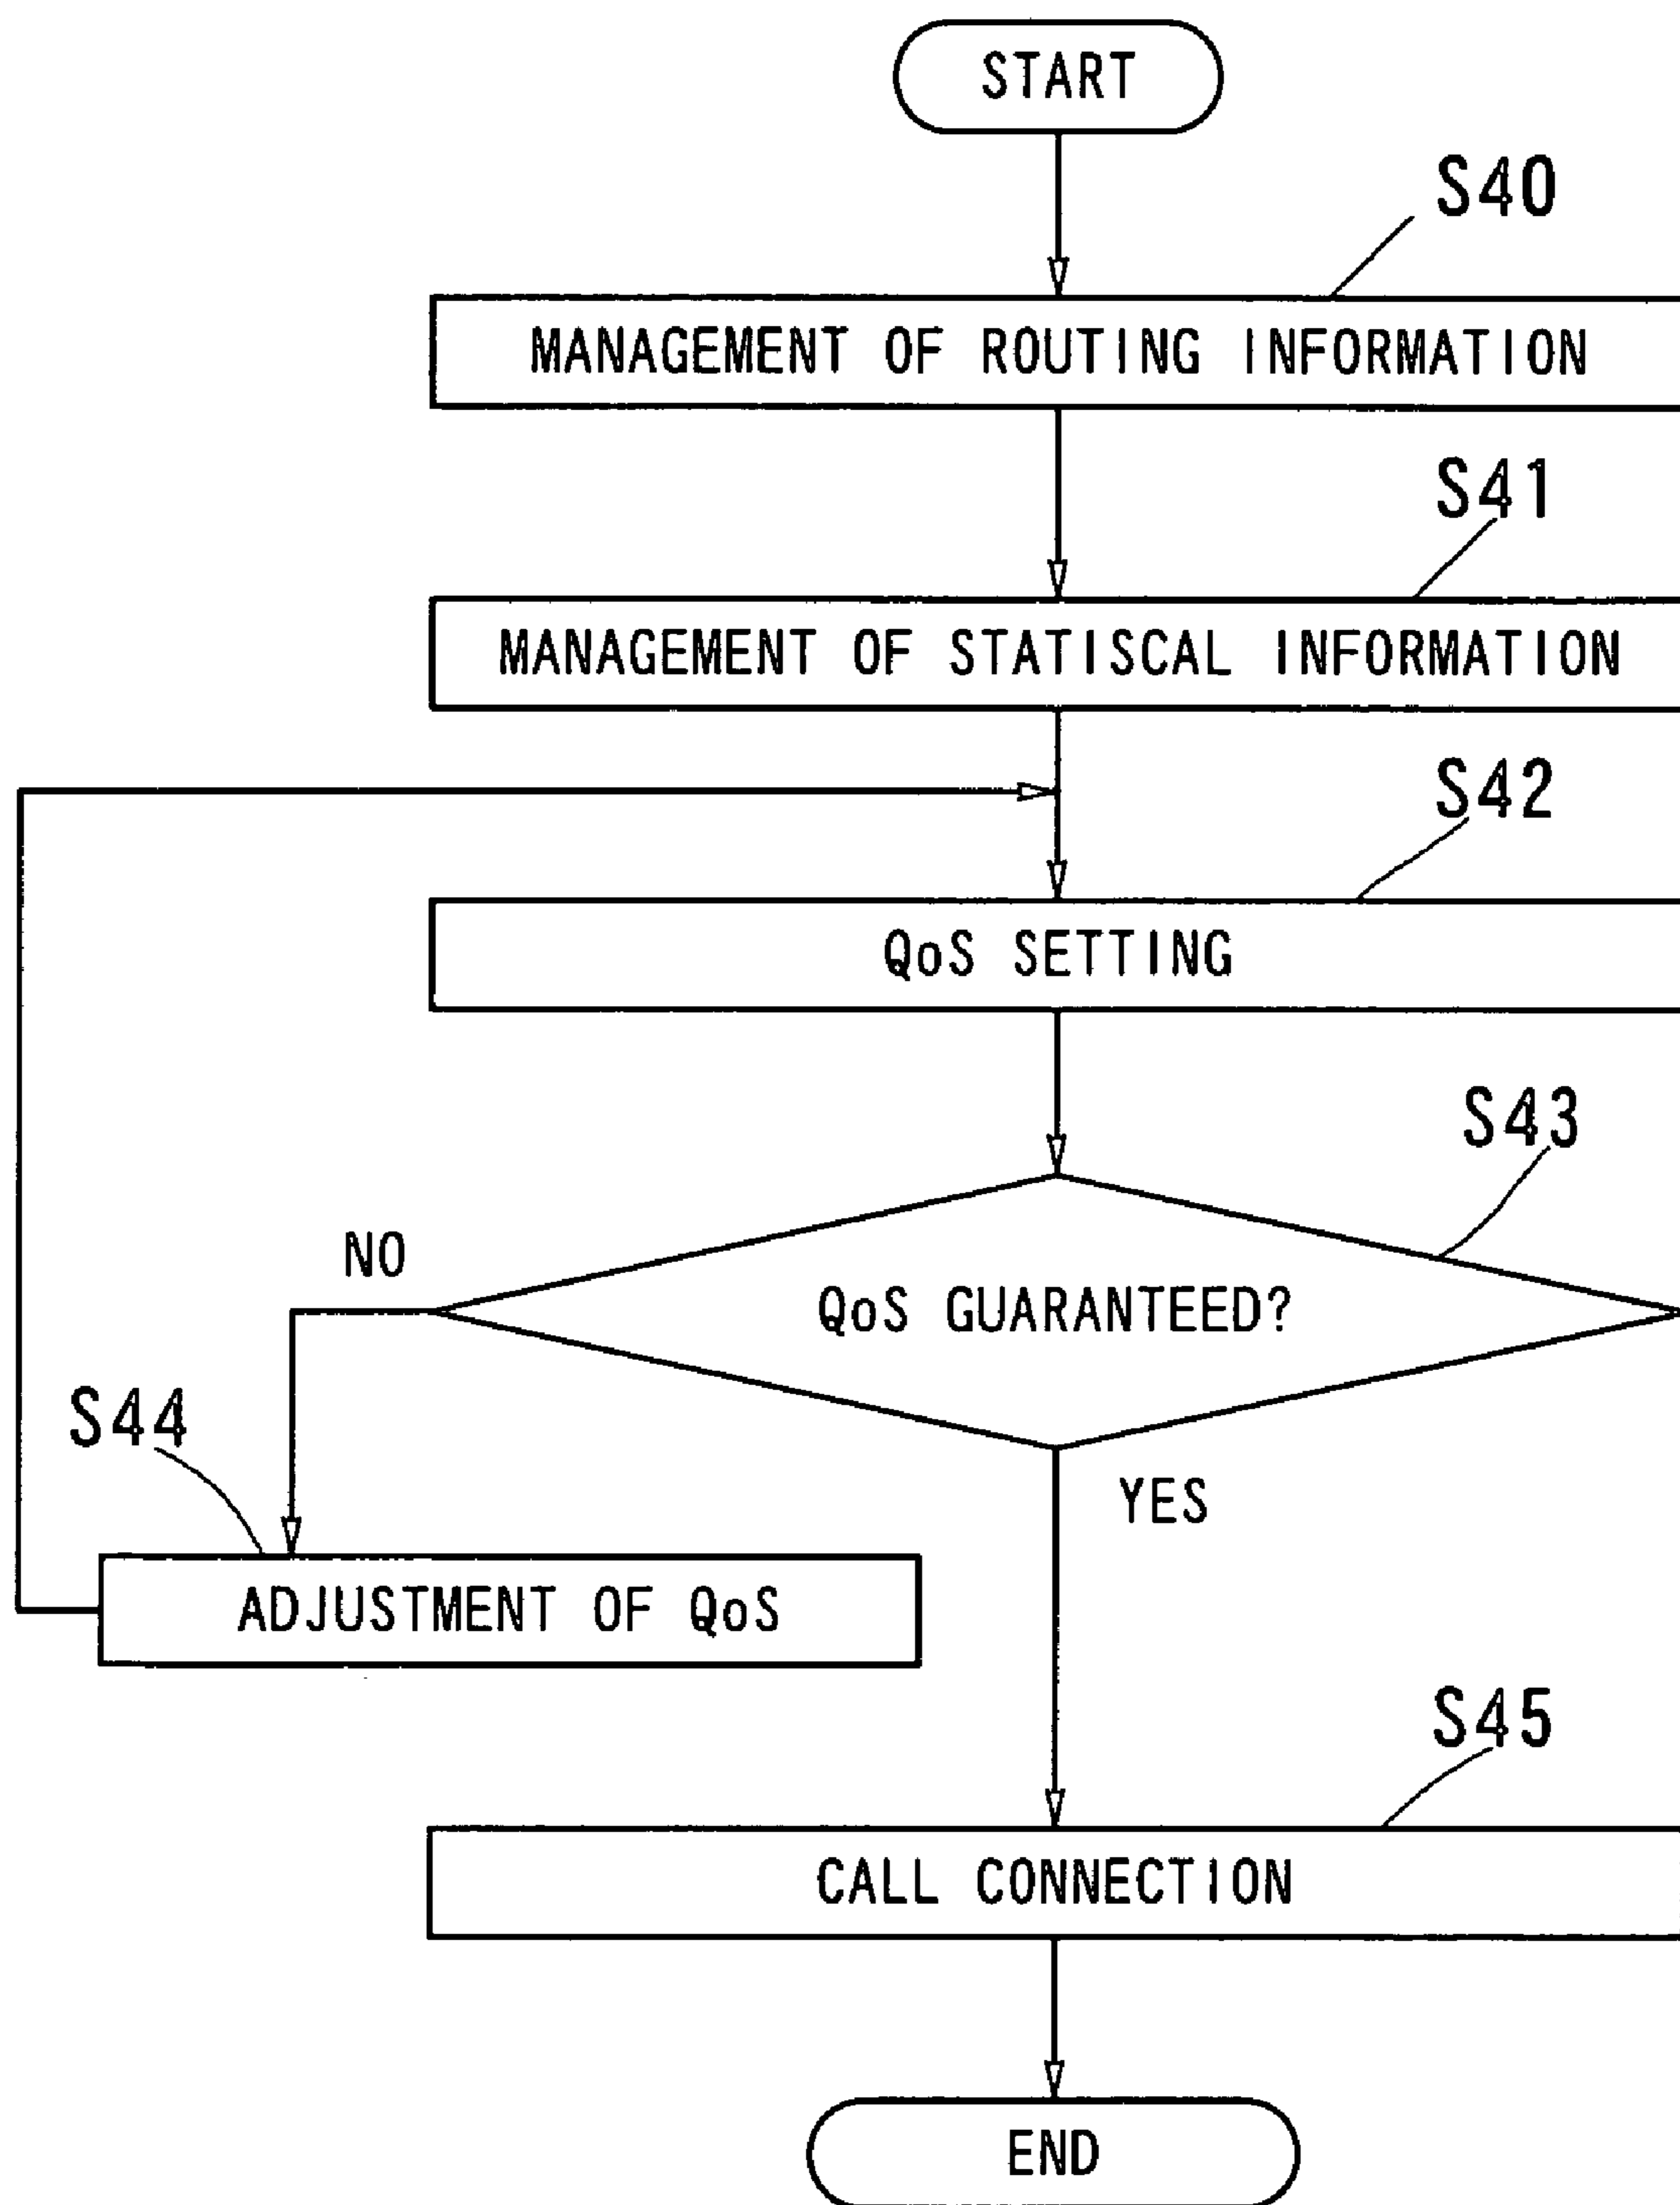 START
S40
MANAGEMENT OF ROUTING INFORMATION
S41
MANAGEMENT OF STATISCAL INFORMATION
S42
QoS SETTING
S43
NO
QoS GUARANTEED?
S44
YES
ADJUSTMENT OF QoS
S45
CALL CONNECTION
END